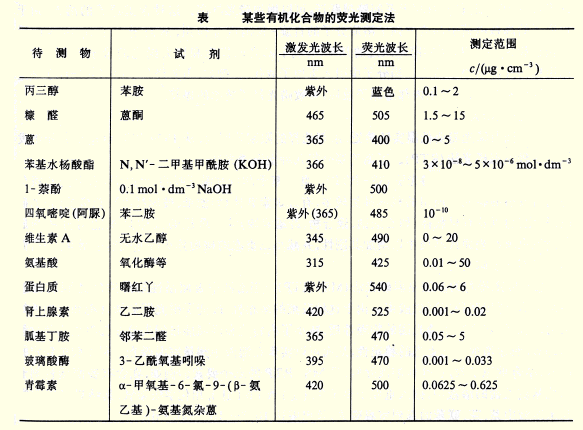 表 某些有机化合物的荧光测定法
待 测 物 试 剂 激发光波长 nm 荧光波长 nm 测定范围 c/(μg·cm⁻³)
丙三醇 苯胺 紫外 蓝色 0.1~2
糠 醛 蒽酮 465 505 1.5~15
蒽 365 400 0~5
苯基水杨酸酯 N,N′-二甲基甲酰胺(KOH) 366 410 3×10⁻⁸~5×10⁻⁶ mol·dm⁻³
1-萘酚 0.1 mol·dm⁻³ NaOH 紫外 500
四氧嘧啶(阿脲) 苯二胺 紫外(365) 485 10⁻¹⁰
维生素 A 无水乙醇 345 490 0~20
氨基酸 氧化酶等 315 425 0.01~50
蛋白质 曙红丫 紫外 540 0.06~6
肾上腺素 乙二胺 420 525 0.001~0.02
胍基丁胺 邻苯二醛 365 470 0.05~5
玻璃酸酶 3-乙酰氧基吲哚 395 470 0.001~0.033
青霉素 α-甲氧基-6-氯-9-(β-氨 420 500 0.0625~0.625
乙基)-氨基氮杂蒽